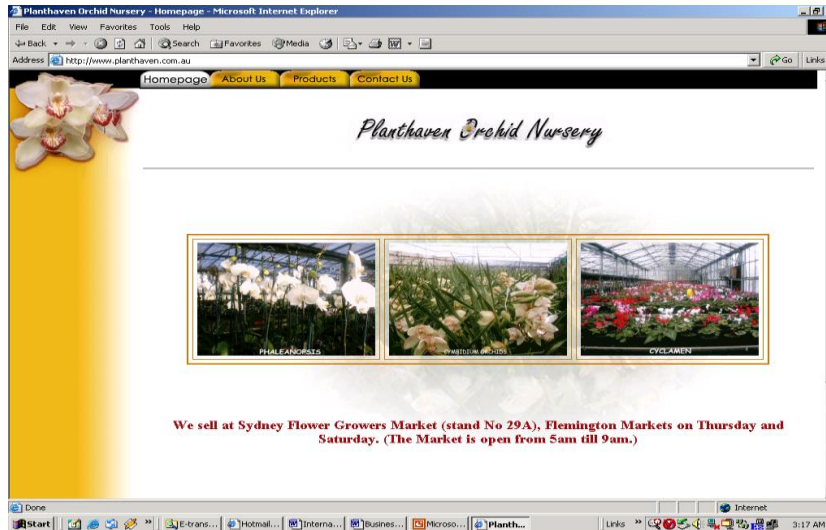 Planthaven Orchid Nursery - Homepage - Microsoft Internet Explorer
File Edit View Favorites Tools Help
Back Search Favorites Media
Address http://www.planthaven.com.au Go Links
Homepage About Us Products Contact Us
Planthaven Orchid Nursery
PHALEANOPSIS CYMBIDIUM ORCHIDS CYCLAMEN
We sell at Sydney Flower Growers Market (stand No 29A), Flemington Markets on Thursday and
Saturday. (The Market is open from 5am till 9am.)
Done Internet
Start E-trans... Hotmail... Interna... Busines... Microso... Planth... Links 3:17 AM